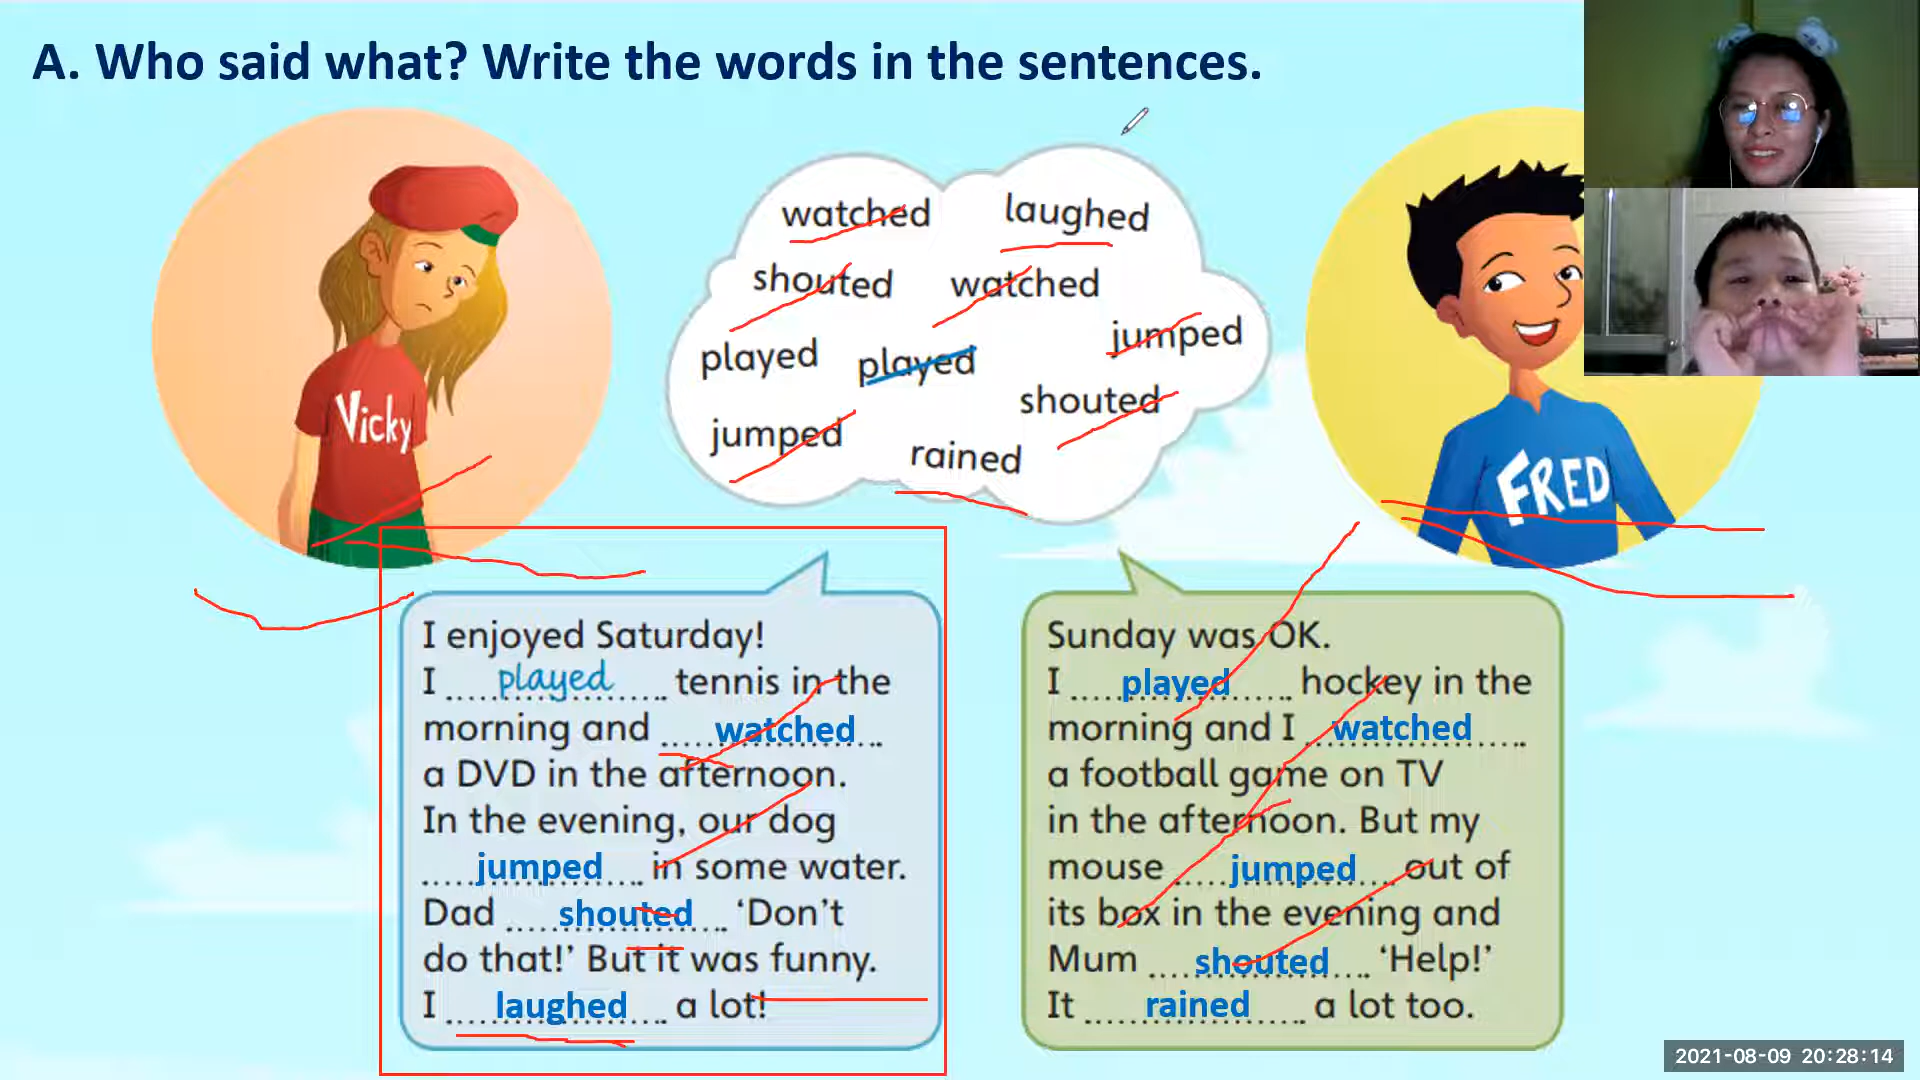 A. Who said what? Write the words in the sentences.
watched laughed
shouted watched
jumped
played played
shouted
jumped rained
Vicky
FRED
I enjoyed Saturday!
I played tennis in the
morning and watched
a DVD in the afternoon.
In the evening, our dog
jumped in some water.
Dad shouted ‘Don’t
do that!’ But it was funny.
I laughed a lot!
Sunday was OK.
I played hockey in the
morning and I watched
a football game on TV
in the afternoon. But my
mouse jumped out of
its box in the evening and
Mum shouted ‘Help!’
It rained a lot too.
2021-08-09 20:28:14